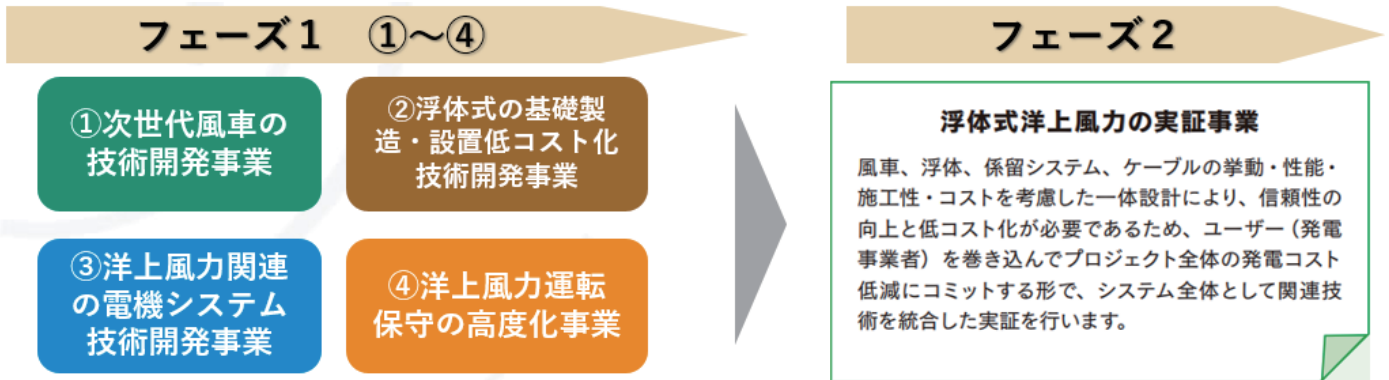 フェーズ１　①～④
①次世代風車の
技術開発事業
②浮体式の基礎製
造・設置低コスト化
技術開発事業
③洋上風力関連
の電機システム
技術開発事業
④洋上風力運転
保守の高度化事業
フェーズ２
浮体式洋上風力の実証事業
風車、浮体、係留システム、ケーブルの挙動・性能・
施工性・コストを考慮した一体設計により、信頼性の
向上と低コスト化が必要であるため、ユーザー（発電
事業者）を巻き込んでプロジェクト全体の発電コスト
低減にコミットする形で、システム全体として関連技
術を統合した実証を行います。